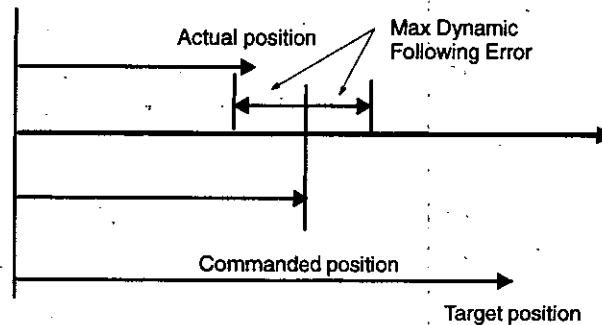 Actual position
Max Dynamic
Following Error
Commanded position
Target position